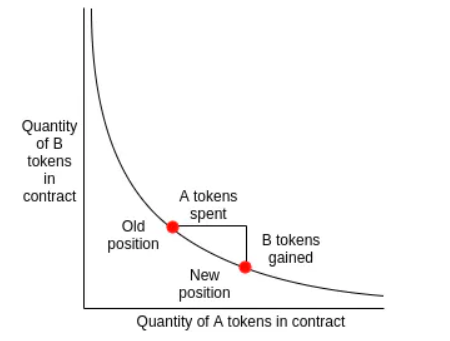 Quantity
of B
tokens
in
contract
A tokens
spent
Old
position
B tokens
gained
New
position
Quantity of A tokens in contract